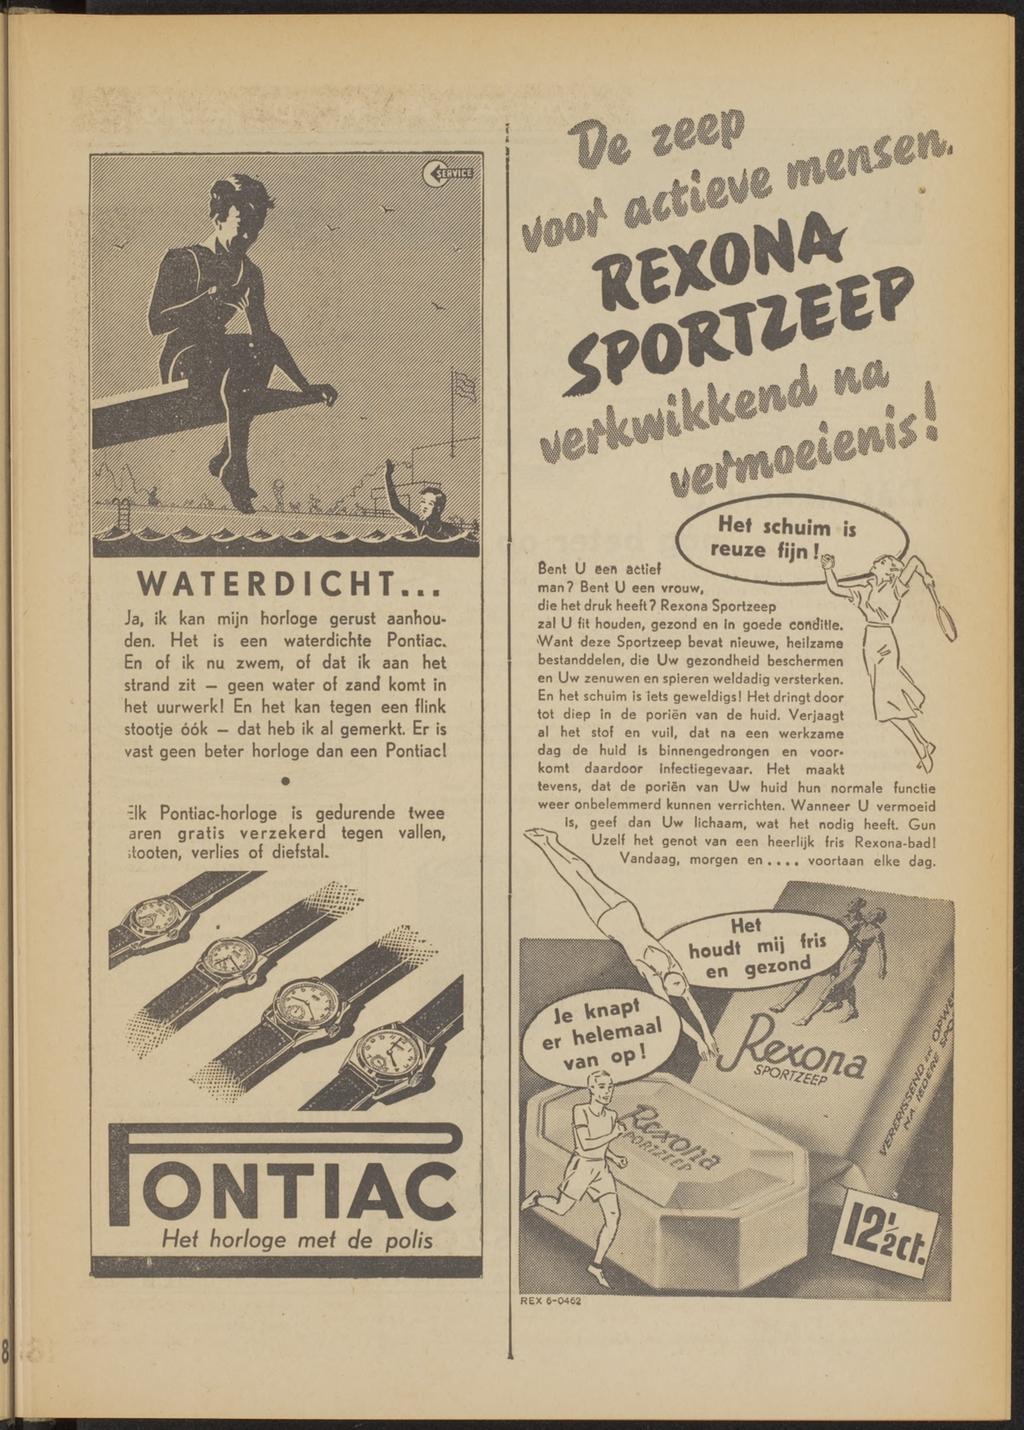 SERVICE
WATERDICHT...
Ja, ik kan mijn horloge gerust aanhou-
den. Het is een waterdichte Pontiac.
En of ik nu zwem, of dat ik aan het
strand zit — geen water of zand komt in
het uurwerk! En het kan tegen een flink
stootje óók — dat heb ik al gemerkt. Er is
vast geen beter horloge dan een Pontiac!
•
Elk Pontiac-horloge is gedurende twee
aren gratis verzekerd tegen vallen,
stooten, verlies of diefstal.
PONTIAC
Het horloge met de polis
De zeep
voor actieve mensen.
REXONA
SPORTZEEP
verkwikkend na
vermoeienis!
Het schuim is
reuze fijn!
Bent U een actief
man? Bent U een vrouw,
die het druk heeft? Rexona Sportzeep
zal U fit houden, gezond en in goede conditie.
Want deze Sportzeep bevat nieuwe, heilzame
bestanddelen, die Uw gezondheid beschermen
en Uw zenuwen en spieren weldadig versterken.
En het schuim is iets geweldigs! Het dringt door
tot diep in de poriën van de huid. Verjaagt
al het stof en vuil, dat na een werkzame
dag de huid is binnengedrongen en voor-
komt daardoor infectiegevaar. Het maakt
tevens, dat de poriën van Uw huid hun normale functie
weer onbelemmerd kunnen verrichten. Wanneer U vermoeid
is, geef dan Uw lichaam, wat het nodig heeft. Gun
Uzelf het genot van een heerlijk fris Rexona-bad!
Vandaag, morgen en .... voortaan elke dag.
Het
houdt mij fris
en gezond
Je knapt
er helemaal
van op!
Rexona
SPORTZEEP
VERFRISSEND EN OPWE
NA IEDERE SPO
Rexona
SPORTZEEP
12½ct.
REX 6-0462
8